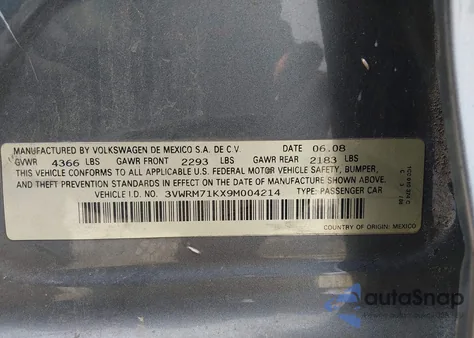 MANUFACTURED BY VOLKSWAGEN DE MEXICO S.A. DE C.V. DATE 06.08
GVWR 4366 LBS GAWR FRONT 2293 LBS GAWR REAR 2183 LBS
THIS VEHICLE CONFORMS TO ALL APPLICABLE U.S. FEDERAL MOTOR VEHICLE SAFETY, BUMPER,
AND THEFT PREVENTION STANDARDS IN EFFECT ON THE DATE OF MANUFACTURE SHOWN ABOVE.
VEHICLE I.D. NO. 3VWRM71KX9M004214 TYPE: PASSENGER CAR
COUNTRY OF ORIGIN: MEXICO
autaSnap